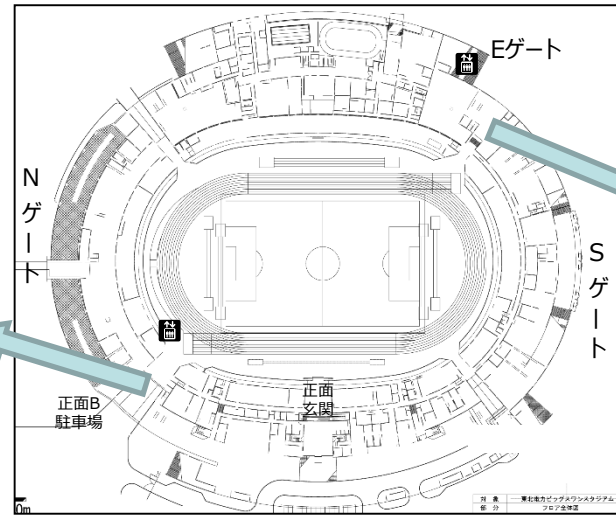 Eゲート
Nゲート
Sゲート
正面B
駐車場
正面
玄関
0m
対象 東北電力ビッグスワンスタジアム
部分 フロア全体図